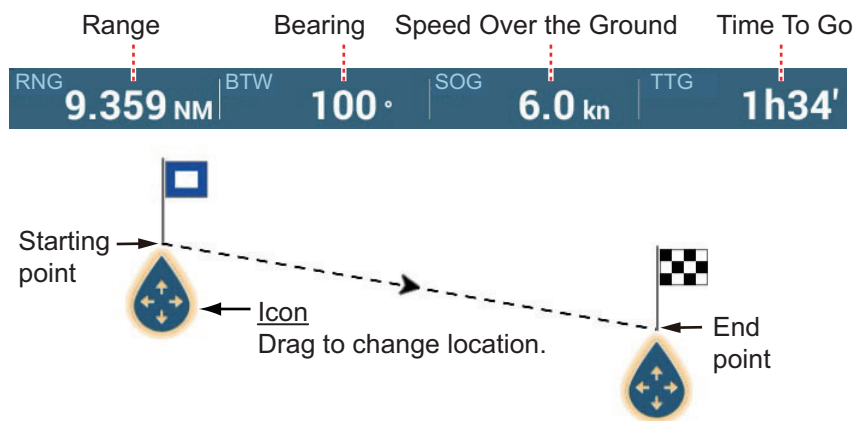 Range Bearing Speed Over the Ground Time To Go
RNG 9.359 NM BTW 100° SOG 6.0 kn TTG 1h34'
Starting
point
Icon
Drag to change location.
End
point